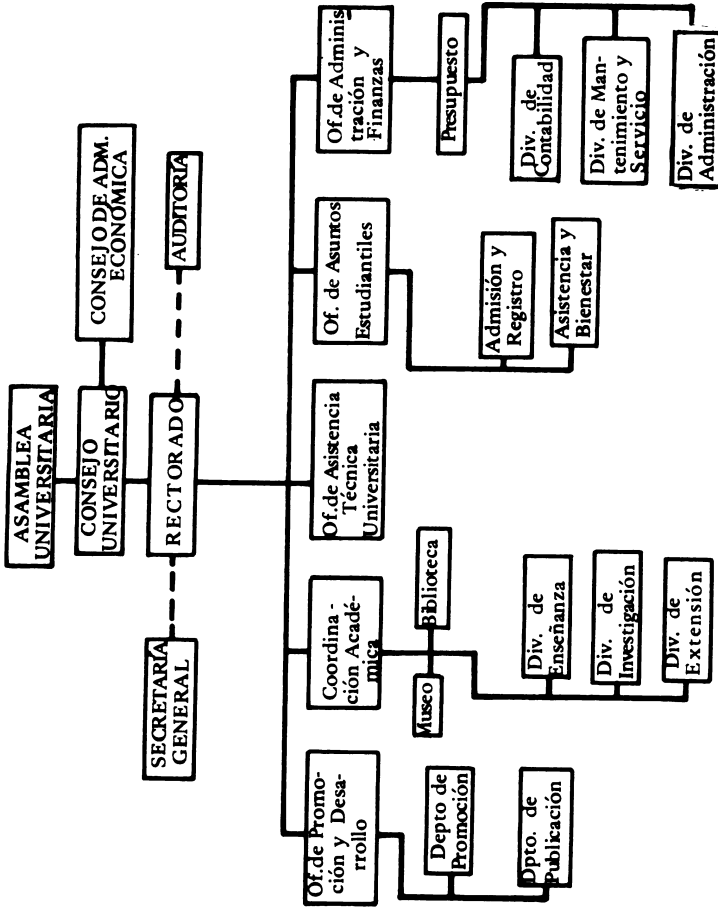 ASAMBLEA
UNIVERSITARIA
CONSEJO
UNIVERSITARIO
CONSEJO DE ADM.
ECONÓMICA
RECTORADO
SECRETARÍA
GENERAL
AUDITORIA
Of.de Promo-
ción y Desa-
rrollo
Depto de
Promoción
Dpto. de
Publicación
Coordina -
ción Acadé-
mica
Museo
Biblioteca
Div. de
Enseñanza
Div. de
Investigación
Div. de
Extensión
Of.de Asistencia
Técnica
Universitaria
Of. de Asuntos
Estudiantiles
Admisión y
Registro
Asistencia y
Bienestar
Of.de Adminis
tración y
Finanzas
Presupuesto
Div. de
Contabilidad
Div. de Man-
tenimiento y
Servicio
Div. de
Administración